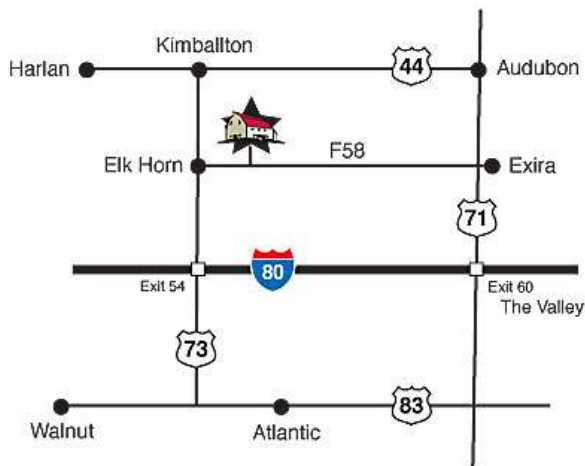 Kimballton
Harlan
44
Audubon
F58
Elk Horn
Exira
71
80
Exit 54
Exit 60
The Valley
73
83
Walnut
Atlantic